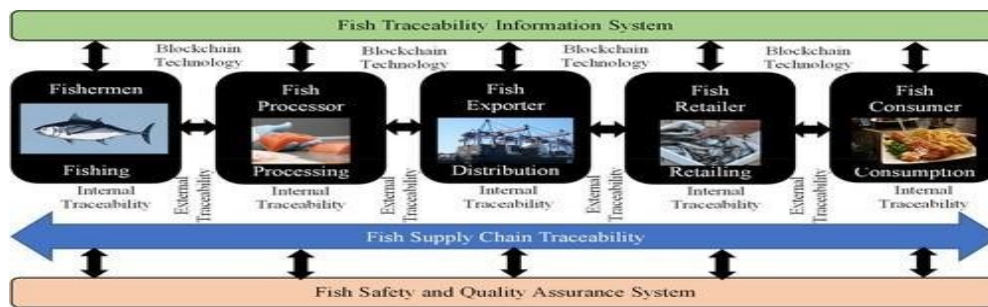 Fish Traceability Information System
Blockchain
Technology
Blockchain
Technology
Blockchain
Technology
Blockchain
Technology
Fishermen
Fishing
Fish
Processor
Processing
Fish
Exporter
Distribution
Fish
Retailer
Retailing
Fish
Consumer
Consumption
Internal
Traceability
External
Traceability
Internal
Traceability
External
Traceability
Internal
Traceability
External
Traceability
Internal
Traceability
External
Traceability
Internal
Traceability
Fish Supply Chain Traceability
Fish Safety and Quality Assurance System